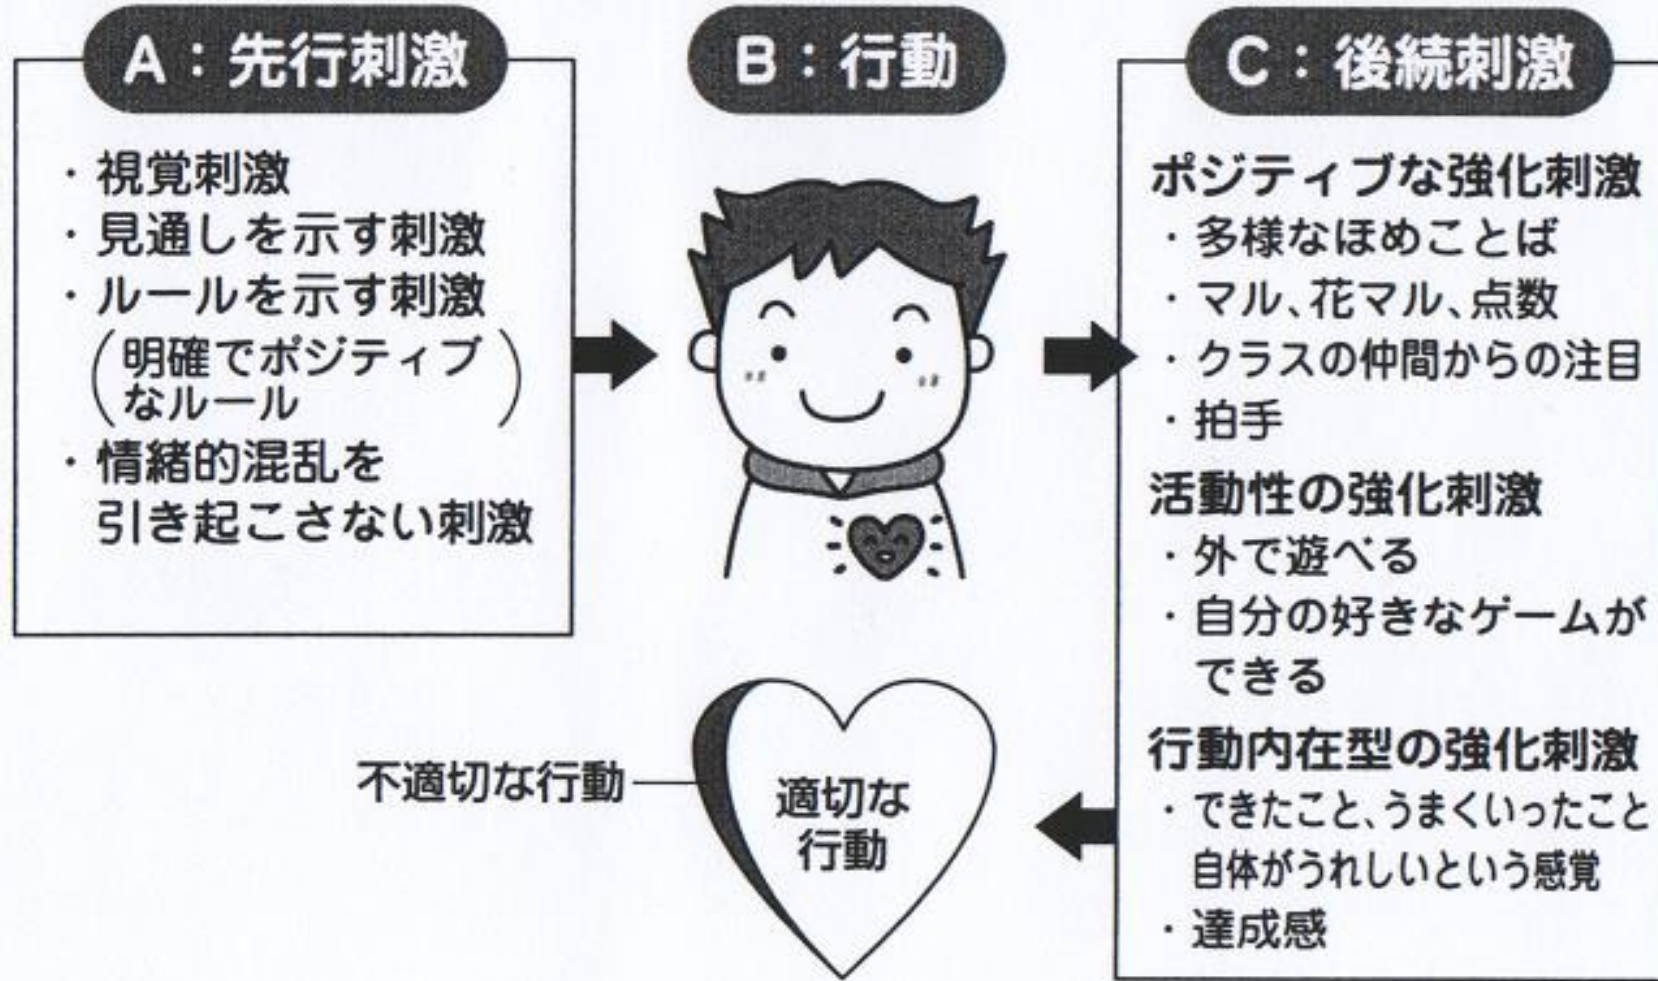 A:先行刺激
・視覚刺激
・見通しを示す刺激
・ルールを示す刺激
(明確でポジティブ
なルール)
・情緒的混乱を
引き起こさない刺激
B:行動
C:後続刺激
ポジティブな強化刺激
・多様なほめことば
・マル、花マル、点数
・クラスの仲間からの注目
・拍手
活動性の強化刺激
・外で遊べる
・自分の好きなゲームが
できる
行動内在型の強化刺激
・できたこと、うまくいったこと
自体がうれしいという感覚
・達成感
不適切な行動
適切な
行動